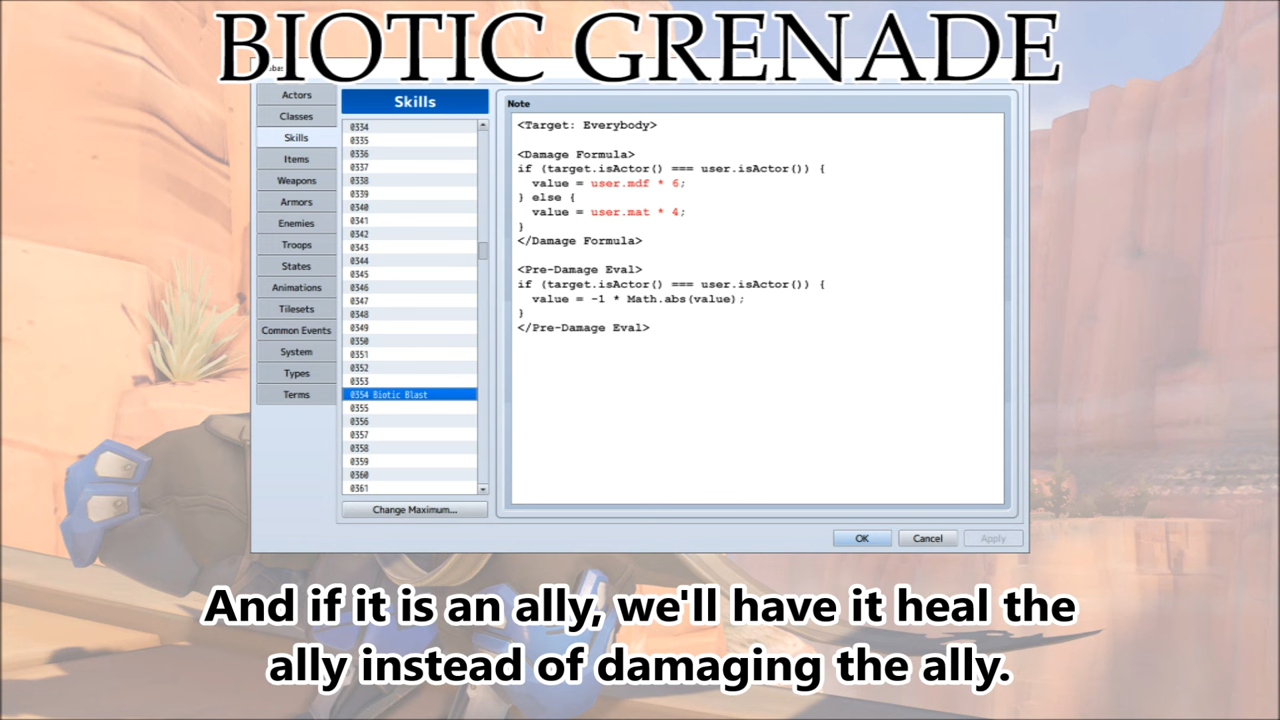 BIOTIC GRENADE
Actors
Classes
Skills
Items
Weapons
Armors
Enemies
Troops
States
Animations
Tilesets
Common Events
System
Types
Terms
Skills
0334
0335
0336
0337
0338
0339
0340
0341
0342
0343
0344
0345
0346
0347
0348
0349
0350
0351
0352
0353
0354 Biotic Blast
0355
0356
0357
0358
0359
0360
0361
Change Maximum...
Note
<Target: Everybody>
<Damage Formula>
if (target.isActor() === user.isActor()) {
value = user.mdf * 6;
} else {
value = user.mat * 4;
}
</Damage Formula>
<Pre-Damage Eval>
if (target.isActor() === user.isActor()) {
value = -1 * Math.abs(value);
}
</Pre-Damage Eval>
OK
Cancel
Apply
And if it is an ally, we'll have it heal the
ally instead of damaging the ally.